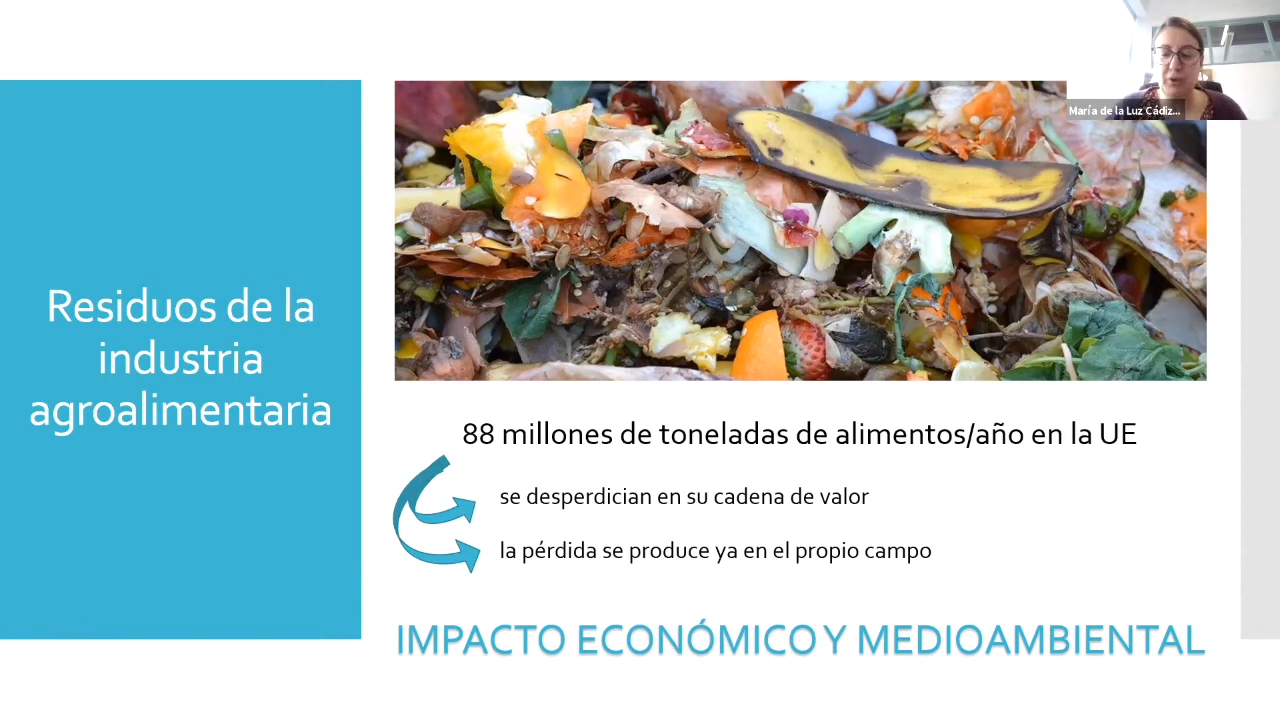 María de la Luz Cádiz...
Residuos de la
industria
agroalimentaria
88 millones de toneladas de alimentos/año en la UE
se desperdician en su cadena de valor
la pérdida se produce ya en el propio campo
IMPACTO ECONÓMICO Y MEDIOAMBIENTAL